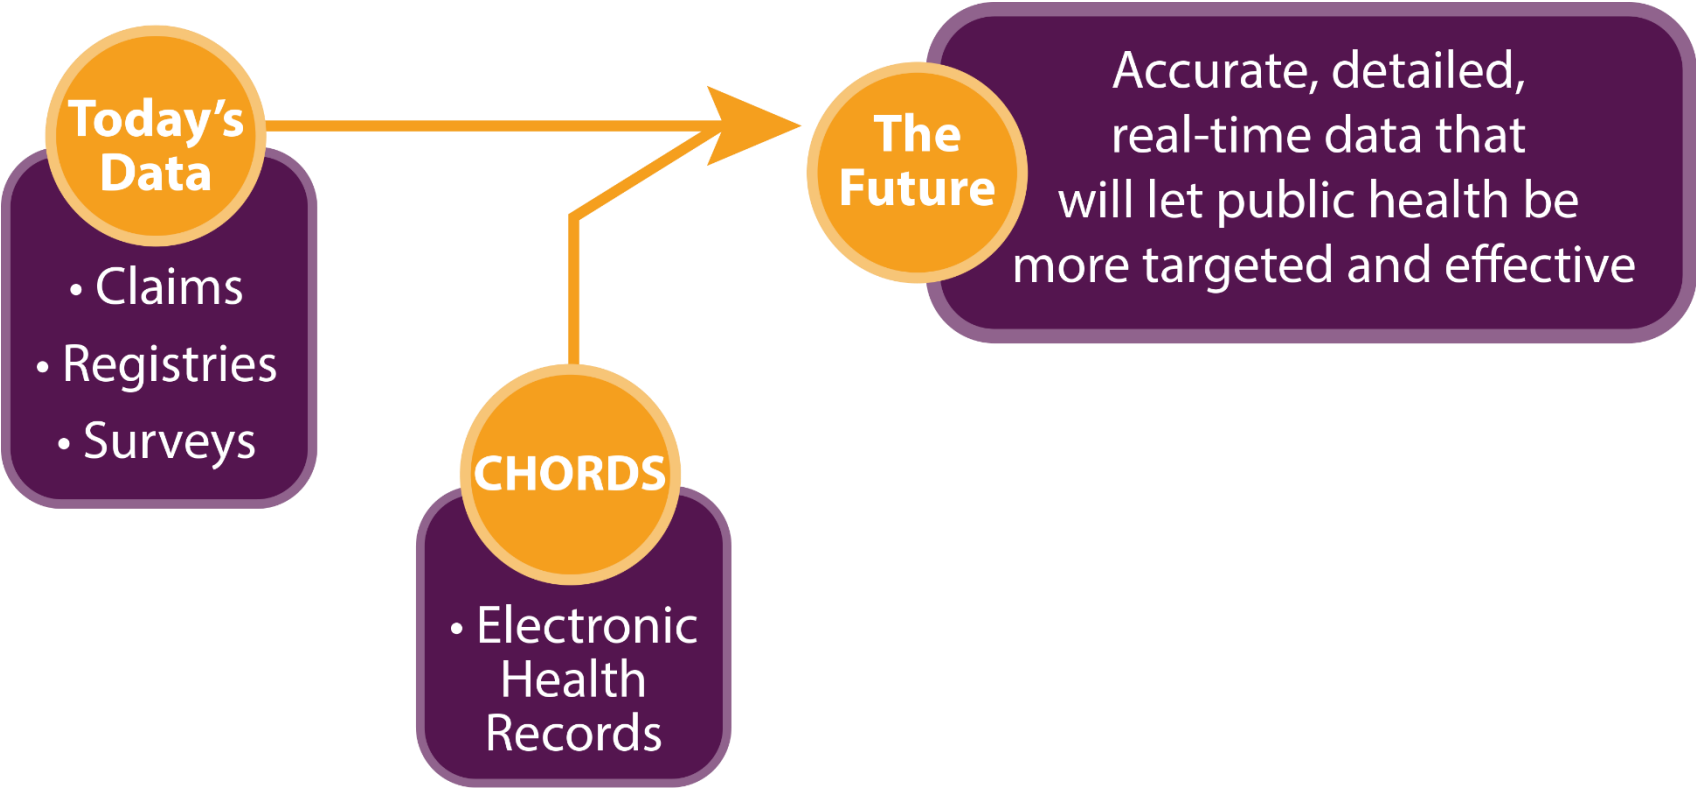 Today’s
Data
• Claims
• Registries
• Surveys
CHORDS
• Electronic
Health
Records
The
Future
Accurate, detailed,
real-time data that
will let public health be
more targeted and effective